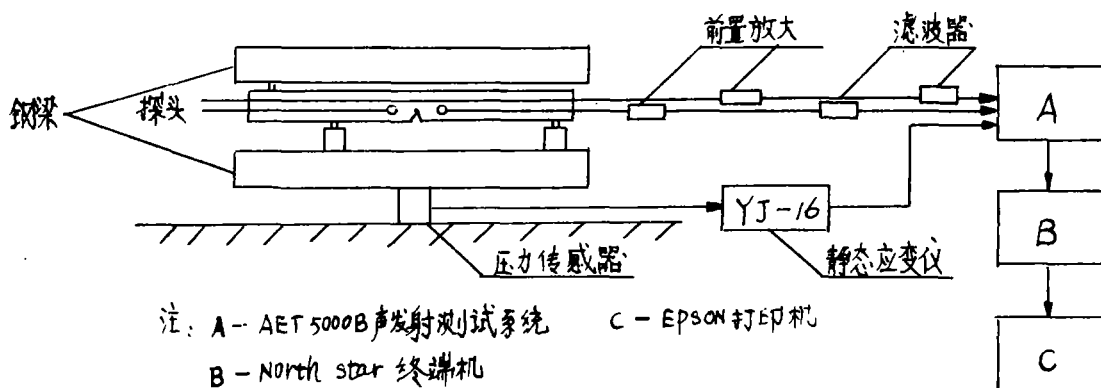 前置放大
滤波器
钢梁
探头
A
YJ-16
B
压力传感器
静态应变仪
注: A-- AET 5000B声发射测试系统
C - EPSON打印机
B - North star 终端机
C